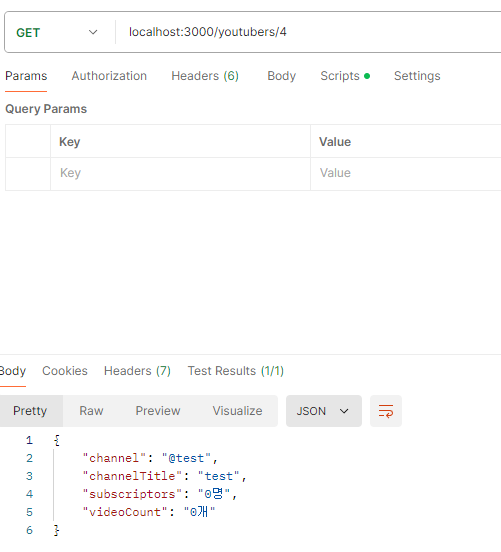 GET localhost:3000/youtubers/4
Params Authorization Headers (6) Body Scripts Settings
Query Params
Key Value
Key Value
Body Cookies Headers (7) Test Results (1/1)
Pretty Raw Preview Visualize JSON
1 {
2 "channel": "@test",
3 "channelTitle": "test",
4 "subscriptors": "0명",
5 "videoCount": "0개"
6 }